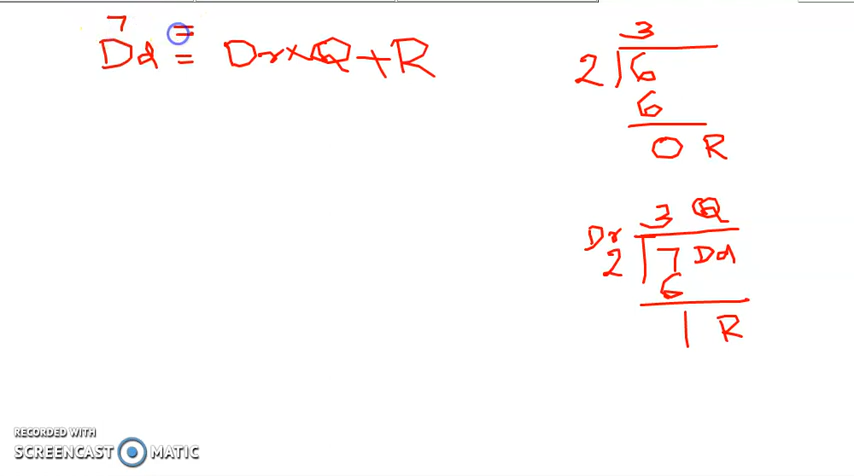 7 =
Dd = Dr × Q + R
3
2 6
6
0 R
3 Q
Dr
2 7 Dd
6
1 R
RECORDED WITH
SCREENCAST MATIC